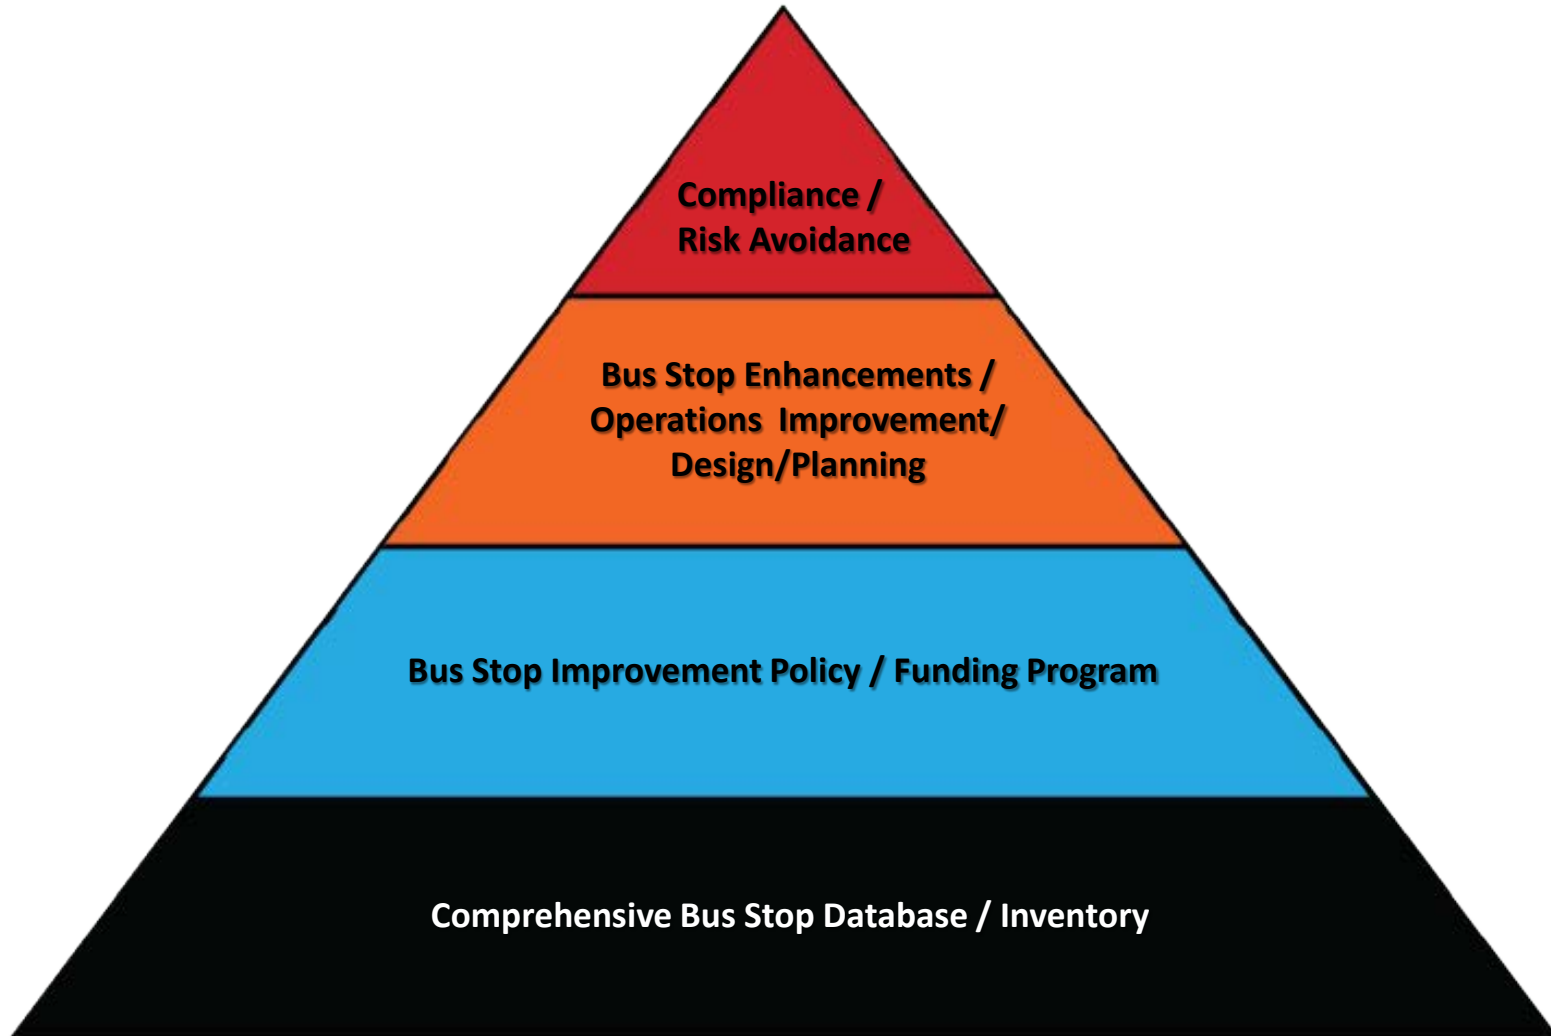 Compliance /
Risk Avoidance
Bus Stop Enhancements /
Operations  Improvement/
Design/Planning
Bus Stop Improvement Policy / Funding Program
Comprehensive Bus Stop Database / Inventory